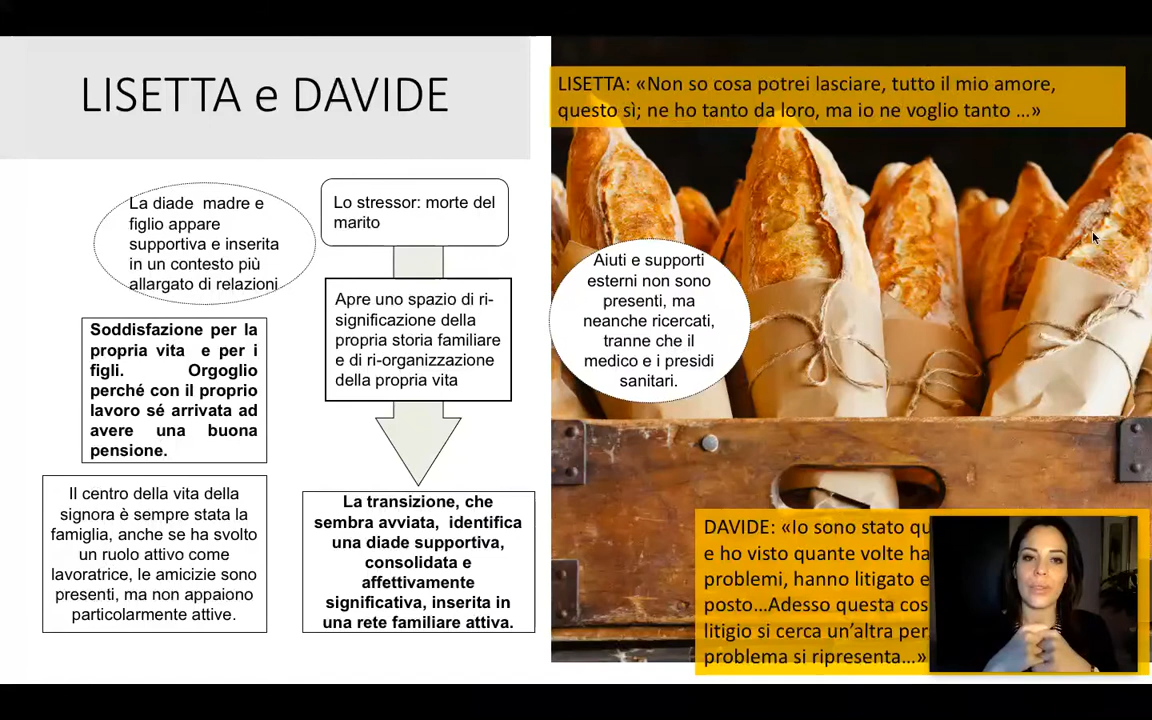 LISETTA e DAVIDE
LISETTA: «Non so cosa potrei lasciare, tutto il mio amore,
questo sì; ne ho tanto da loro, ma io ne voglio tanto …»
La diade madre e
figlio appare
supportiva e inserita
in un contesto più
allargato di relazioni
Lo stressor: morte del
marito
Apre uno spazio di ri-
significazione della
propria storia familiare
e di ri-organizzazione
della propria vita
Aiuti e supporti
esterni non sono
presenti, ma
neanche ricercati,
tranne che il
medico e i presidi
sanitari.
Soddisfazione per la
propria vita e per i
figli. Orgoglio
perché con il proprio
lavoro sé arrivata ad
avere una buona
pensione.
Il centro della vita della
signora è sempre stata la
famiglia, anche se ha svolto
un ruolo attivo come
lavoratrice, le amicizie sono
presenti, ma non appaiono
particolarmente attive.
La transizione, che
sembra avviata, identifica
una diade supportiva,
consolidata e
affettivamente
significativa, inserita in
una rete familiare attiva.
DAVIDE: «Io sono stato
e ho visto quante volte
problemi, hanno litigato
posto…Adesso questa
litigio si cerca un’altra
problema si ripresenta…»